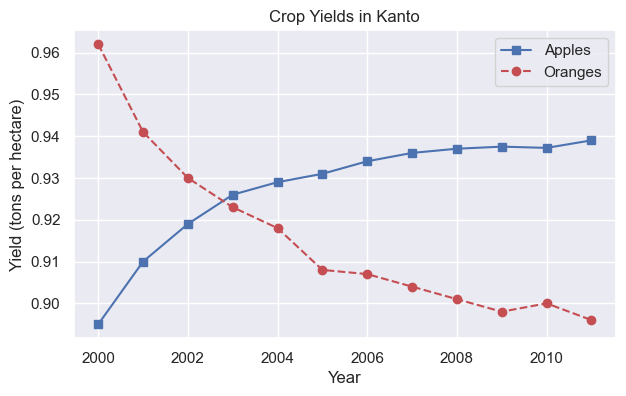 Crop Yields in Kanto
Apples
Oranges
Yield (tons per hectare)
0.96
0.95
0.94
0.93
0.92
0.91
0.90
2000 2002 2004 2006 2008 2010
Year